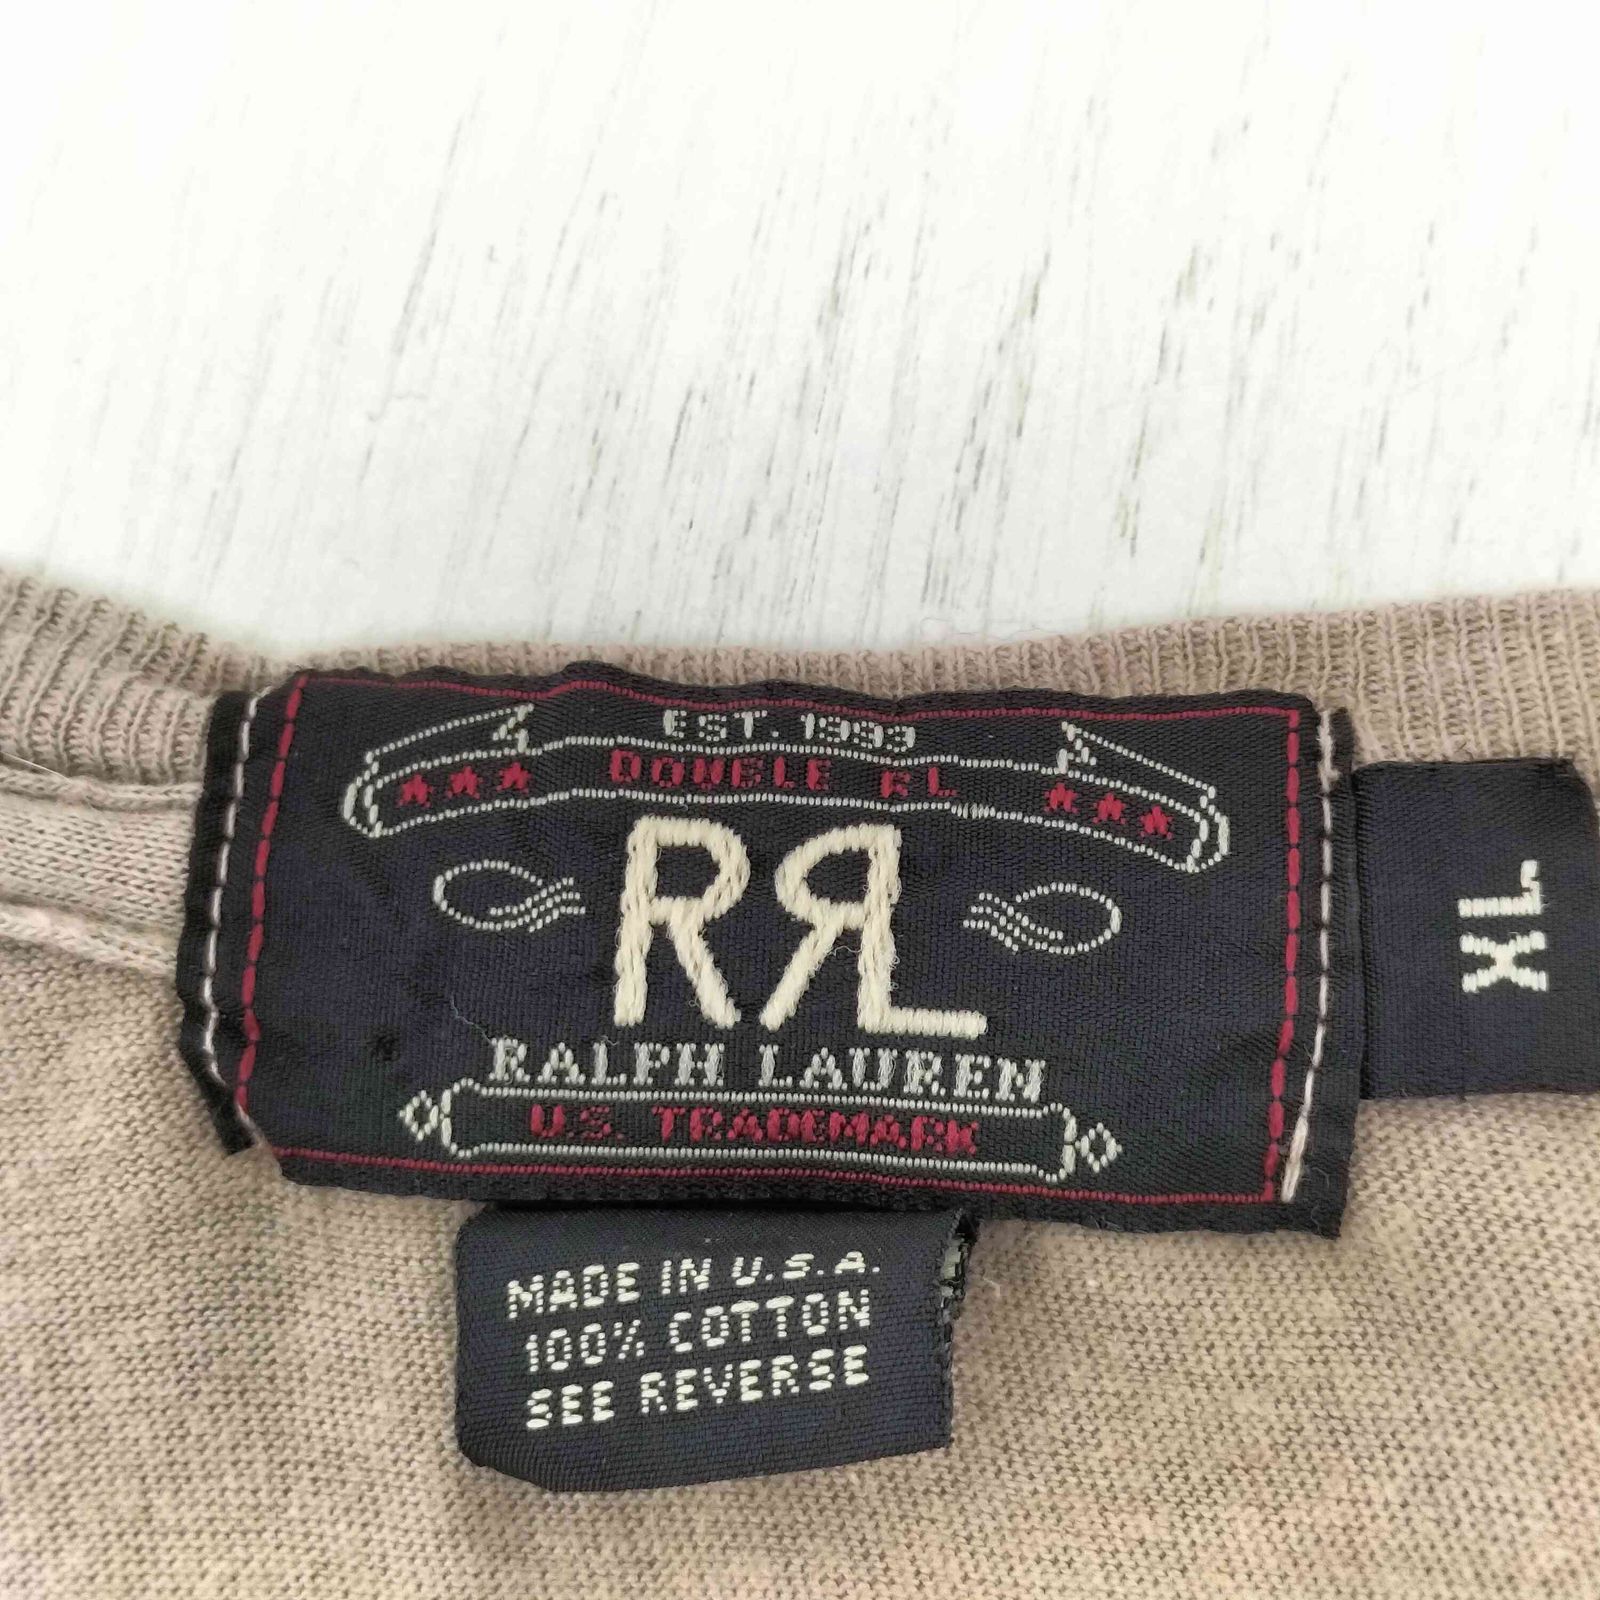 EST. 1993
DOUBLE RL
RRL
RALPH LAUREN
U.S. TRADEMARK
XL
MADE IN U.S.A.
100% COTTON
SEE REVERSE